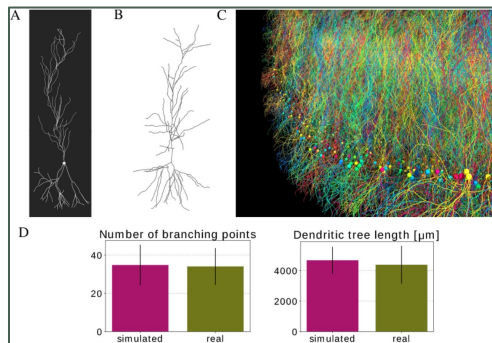 A
B
C
D
Number of branching points
40
20
0
simulated
real
Dendritic tree length [μm]
4000
2000
0
simulated
real